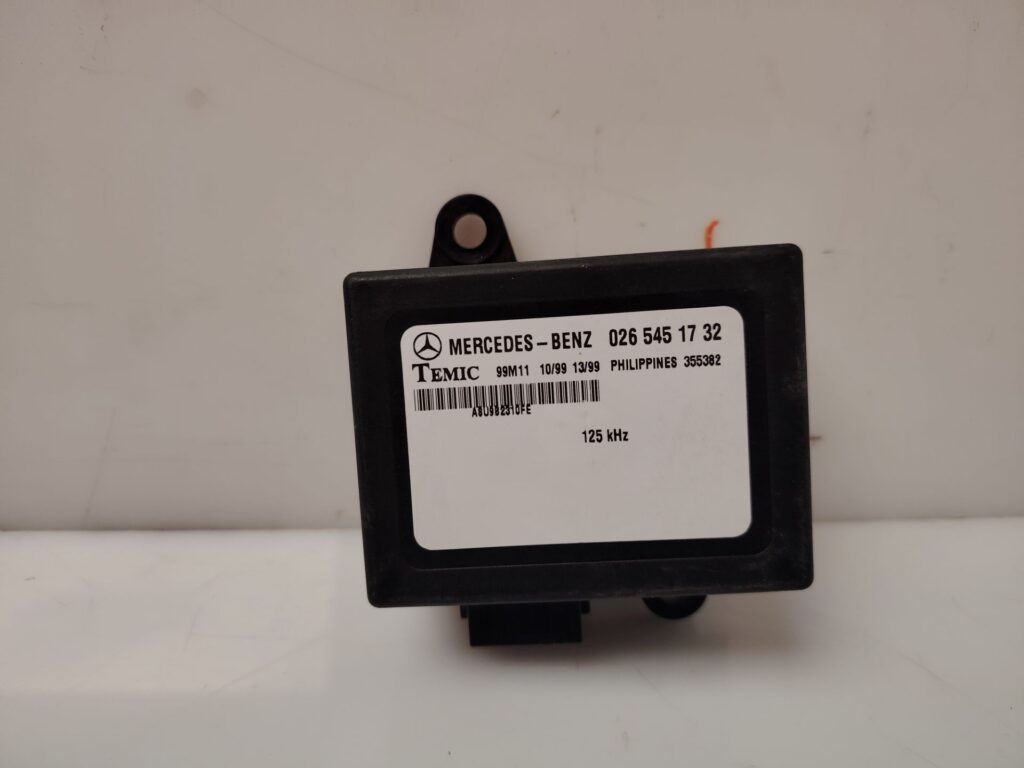 MERCEDES-BENZ 026 545 17 32
TEMIC 99M11 10/99 13/99 PHILIPPINES 355382
A8U982310FE
125 kHz